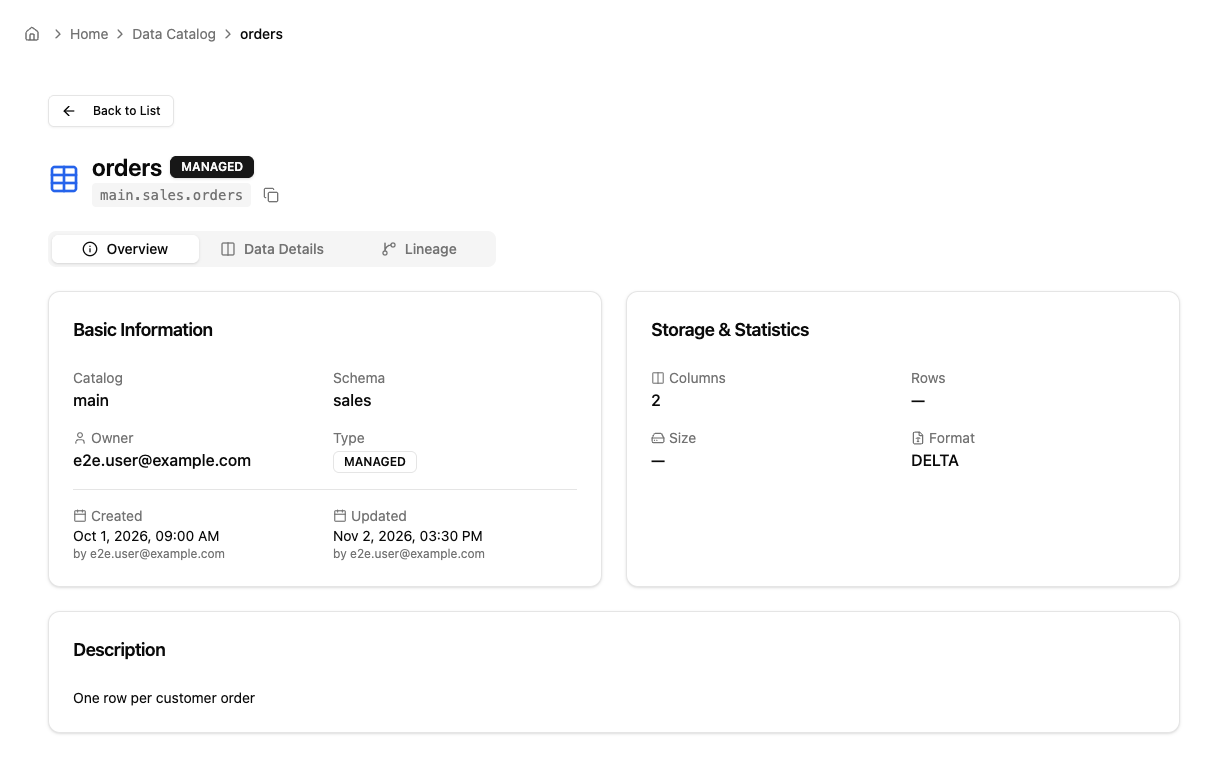 Home > Data Catalog > orders
Back to List
orders MANAGED
main.sales.orders
Overview Data Details Lineage
Basic Information
Catalog Schema
main sales
Owner Type
e2e.user@example.com MANAGED
Created Updated
Oct 1, 2026, 09:00 AM Nov 2, 2026, 03:30 PM
by e2e.user@example.com by e2e.user@example.com
Storage & Statistics
Columns Rows
2 —
Size Format
— DELTA
Description
One row per customer order